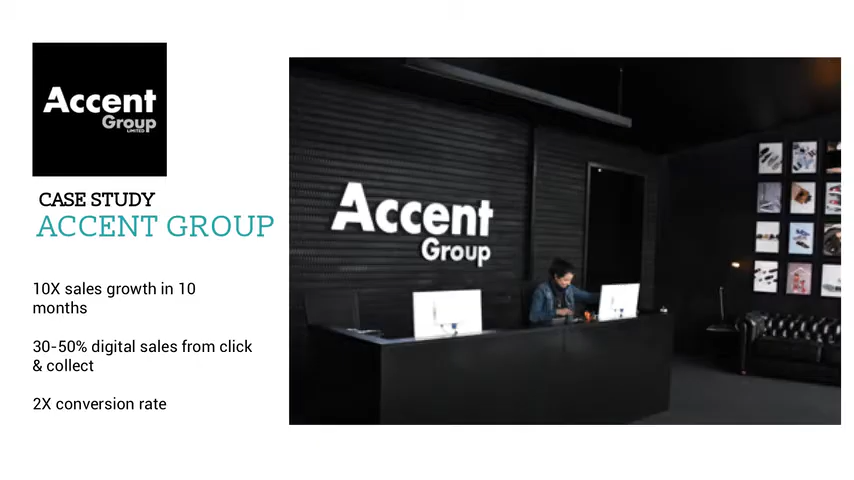 Accent
Group
LIMITED
CASE STUDY
ACCENT GROUP
10X sales growth in 10
months
30-50% digital sales from click
& collect
2X conversion rate
Accent
Group